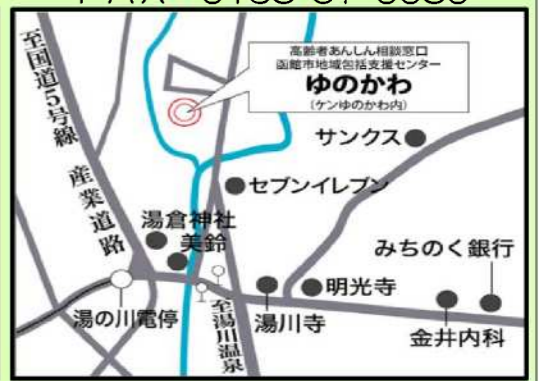 至国道5号線
産業道路
高齢者あんしん相談窓口
函館市地域包括支援センター
ゆのかわ
(ケンゆのかわ内)
サンクス
セブンイレブン
湯倉神社
美鈴
みちのく銀行
湯の川電停
至湯川温泉
湯川寺
明光寺
金井内科